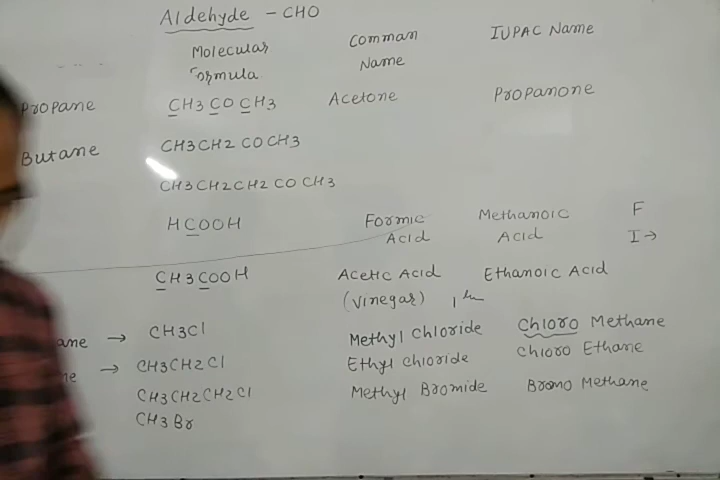 Aldehyde - CHO
Molecular Formula Comman Name IUPAC Name
Propane CH3COCH3 Acetone Propanone
Butane CH3CH2COCH3
CH3CH2CH2COCH3
HCOOH Formic Acid Methanoic Acid F
I →
CH3COOH Acetic Acid Ethanoic Acid
(Vinegar)
ane → CH3Cl Methyl Chloride Chloro Methane
ne → CH3CH2Cl Ethyl Chloride Chloro Ethane
CH3CH2CH2Cl Methyl Bromide Bromo Methane
CH3Br